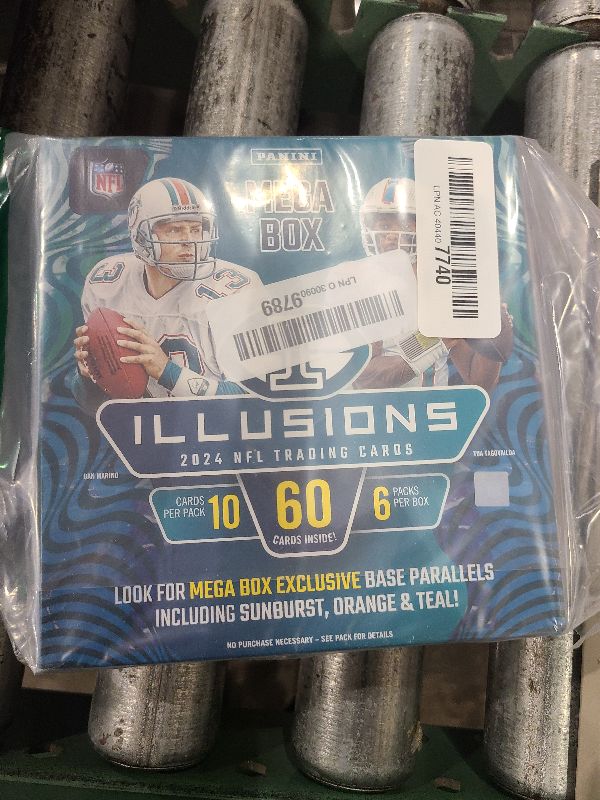 PANINI
NFL
MEGA
BOX
LPN AG 40440 7740
LPN O 30090 9789
13
I
ILLUSIONS
2024 NFL TRADING CARDS
DAN MARINO
TUA TAGOVAILOA
CARDS
PER PACK 10
60
CARDS INSIDE!
6 PACKS
PER BOX
LOOK FOR MEGA BOX EXCLUSIVE BASE PARALLELS
INCLUDING SUNBURST, ORANGE & TEAL!
NO PURCHASE NECESSARY – SEE PACK FOR DETAILS